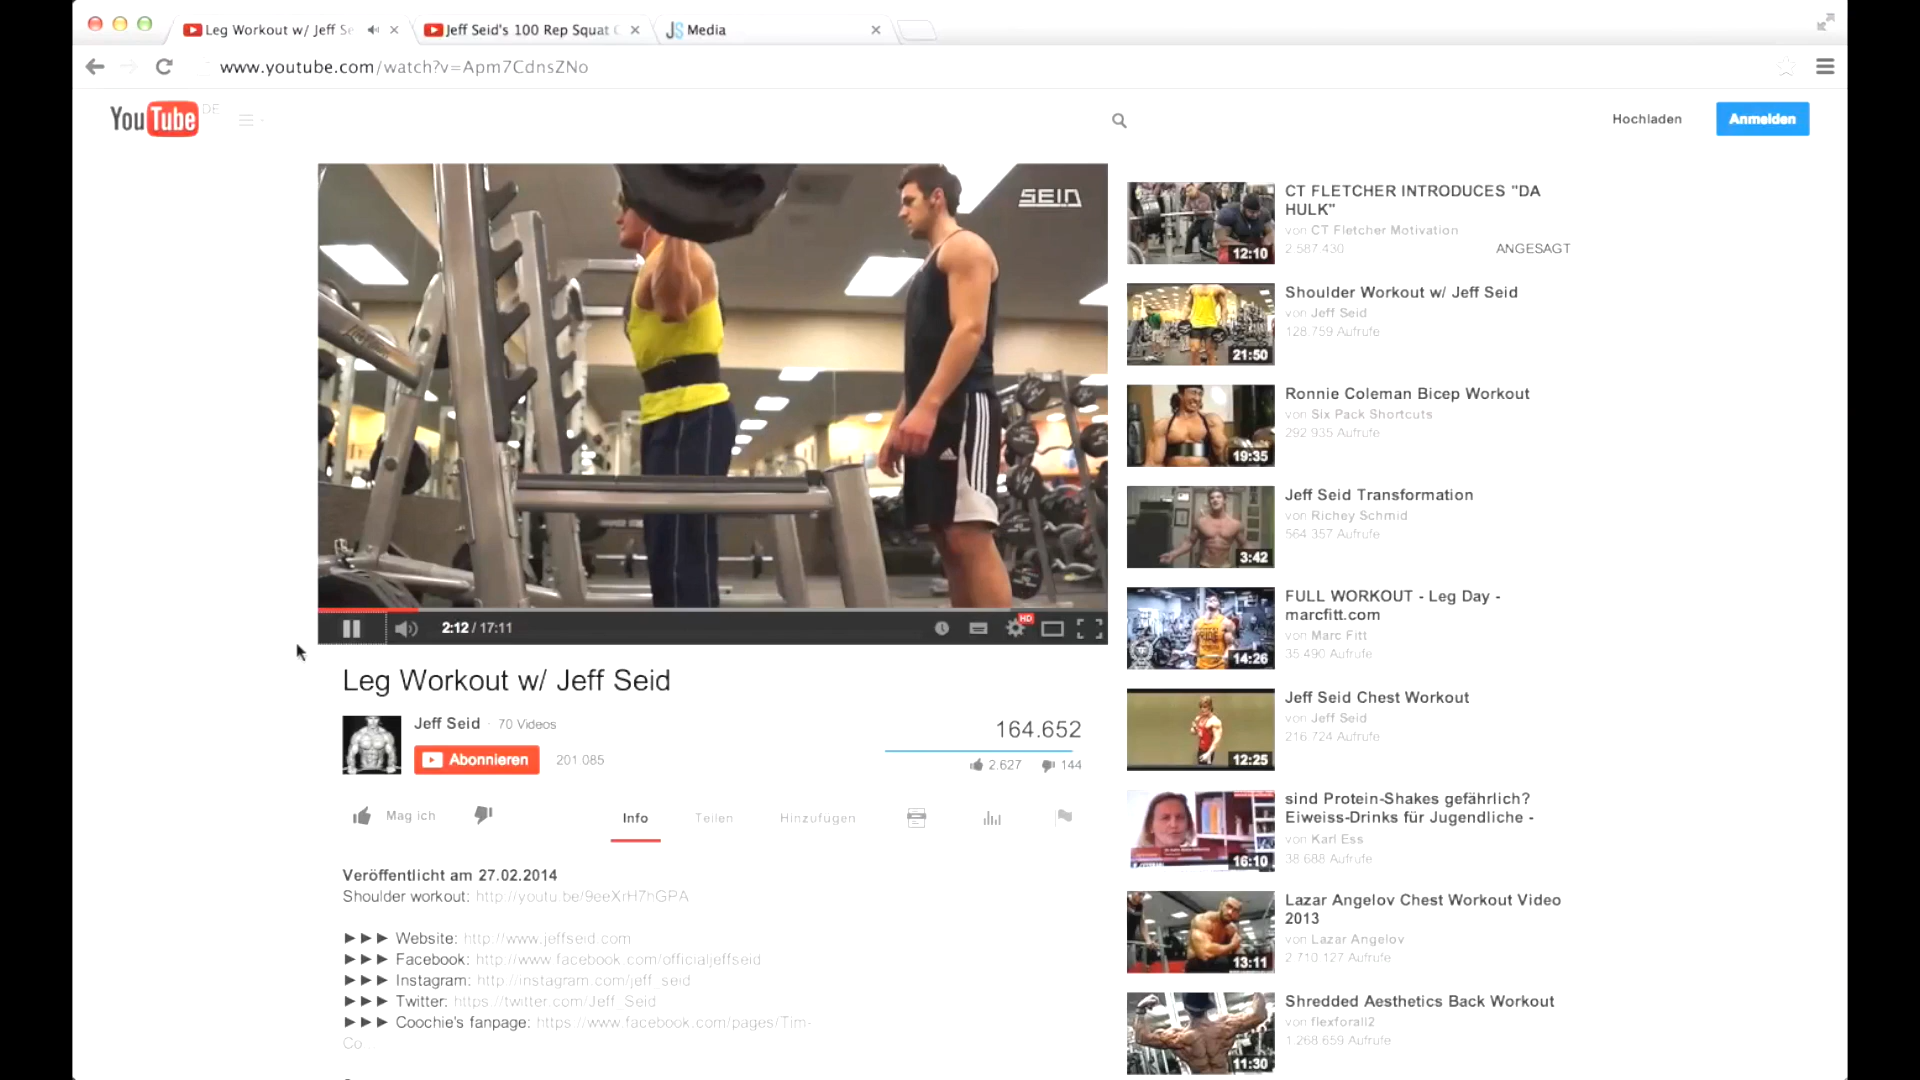 Leg Workout w/ Jeff Se
Jeff Seid's 100 Rep Squat C
JS Media
www.youtube.com/watch?v=Apm7CdnsZNo
YouTube DE
Hochladen
Anmelden
SEID
2:12 / 17:11
HD
Leg Workout w/ Jeff Seid
Jeff Seid · 70 Videos
Abonnieren
201 085
164.652
2.627
144
Mag ich
Info
Teilen
Hinzufügen
Veröffentlicht am 27.02.2014
Shoulder workout: http://youtu.be/9eeXrH7hGPA
►►► Website: http://www.jeffseid.com
►►► Facebook: http://www.facebook.com/officialjeffseid
►►► Instagram: http://instagram.com/jeff_seid
►►► Twitter: https://twitter.com/Jeff_Seid
►►► Coochie's fanpage: https://www.facebook.com/pages/Tim-
Co...
12:10
CT FLETCHER INTRODUCES "DA
HULK"
von CT Fletcher Motivation
2 587 430
ANGESAGT
21:50
Shoulder Workout w/ Jeff Seid
von Jeff Seid
128.759 Aufrufe
19:35
Ronnie Coleman Bicep Workout
von Six Pack Shortcuts
292 935 Aufrufe
3:42
Jeff Seid Transformation
von Richey Schmid
564 357 Aufrufe
14:26
FULL WORKOUT - Leg Day -
marcfitt.com
von Marc Fitt
35 490 Aufrufe
12:25
Jeff Seid Chest Workout
von Jeff Seid
216 724 Aufrufe
16:10
sind Protein-Shakes gefährlich?
Eiweiss-Drinks für Jugendliche -
von Karl Ess
38 688 Aufrufe
13:11
Lazar Angelov Chest Workout Video
2013
von Lazar Angelov
2 710 127 Aufrufe
11:30
Shredded Aesthetics Back Workout
von flexforall2
1 268 659 Aufrufe